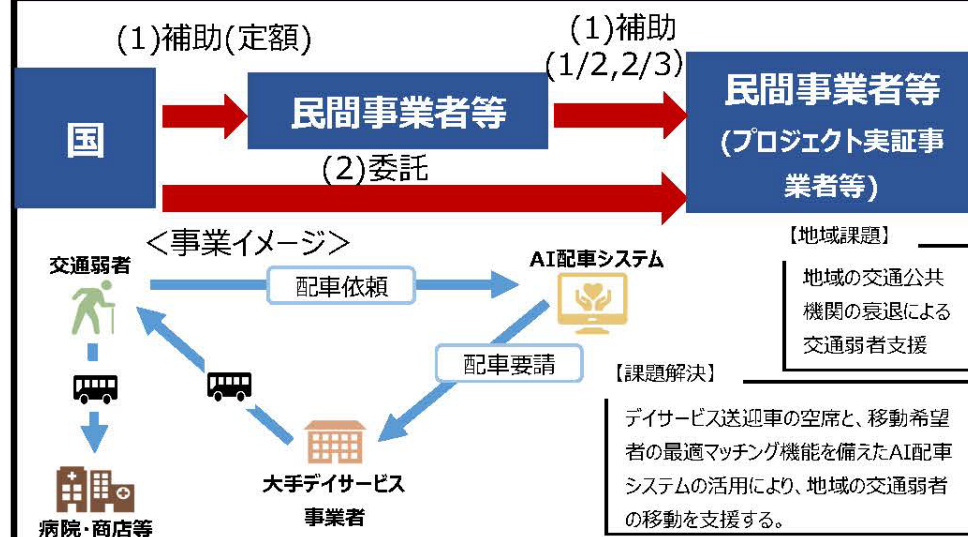 (1)補助(定額)
(1)補助
(1/2,2/3)
国
民間事業者等
民間事業者等
(プロジェクト実証事
業者等)
(2)委託
＜事業イメージ＞
交通弱者
配車依頼
AI配車システム
配車要請
大手デイサービス
事業者
病院・商店等
【地域課題】
地域の交通公共
機関の衰退による
交通弱者支援
【課題解決】
デイサービス送迎車の空席と、移動希望
者の最適マッチング機能を備えたAI配車
システムの活用により、地域の交通弱者
の移動を支援する。